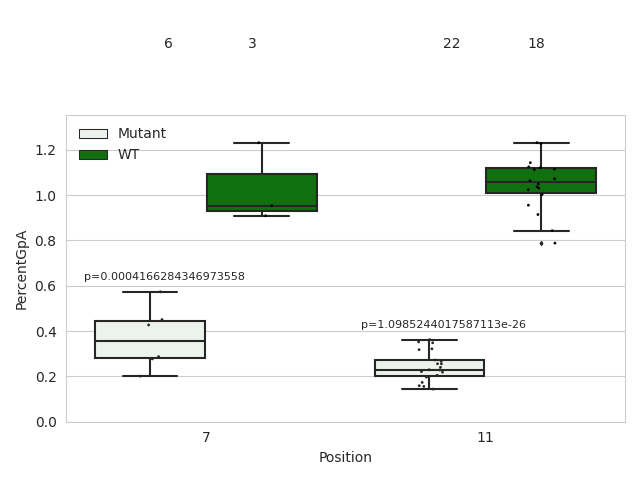 6 3 22 18
Mutant
WT
1.2
1.0
0.8
0.6
0.4
0.2
0.0
PercentGpA
p=0.0004166284346973558
p=1.0985244017587113e-26
7 11
Position